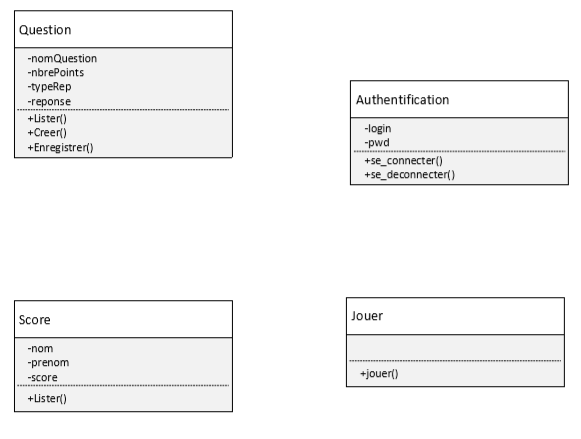 Question
-nomQuestion
-nbrePoints
-typeRep
-reponse
+Lister()
+Creer()
+Enregistrer()
Authentification
-login
-pwd
+se_connecter()
+se_deconnecter()
Score
-nom
-prenom
-score
+Lister()
Jouer
+jouer()